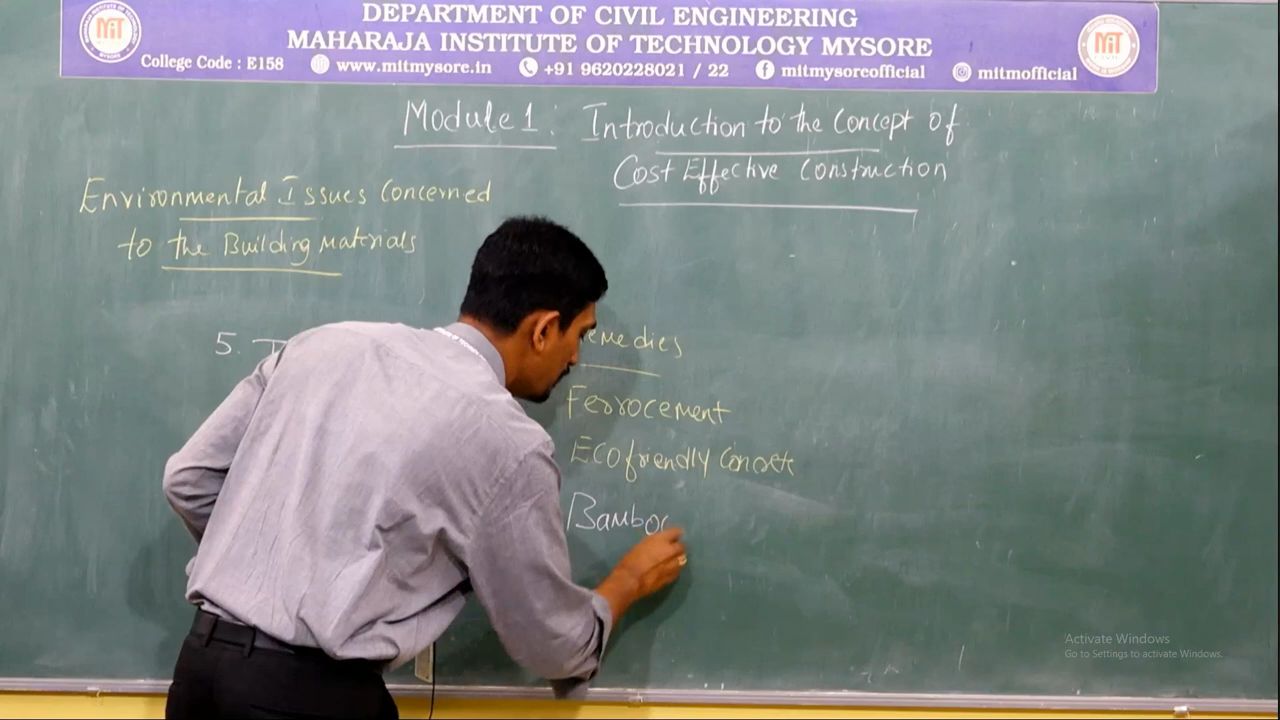 DEPARTMENT OF CIVIL ENGINEERING
MAHARAJA INSTITUTE OF TECHNOLOGY MYSORE
College Code : E158 www.mitmysore.in +91 9620228021 / 22 mitmysoreofficial mitmofficial
MiT
MiT
Module 1: Introduction to the Concept of
Cost Effective Construction
Environmental Issues Concerned
to the Building Materials
5.
emedies
Ferrocement
ECofriendly
Bamboo
Activate Windows
Go to Settings to activate Windows.